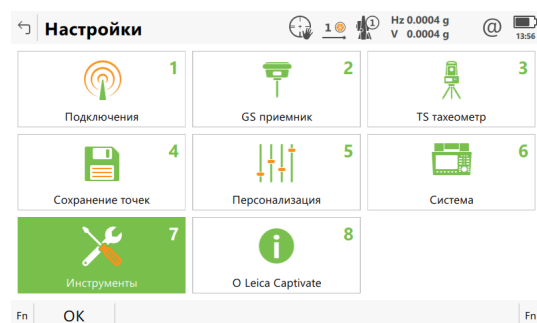 Настройки
1
1
Hz 0.0004 g
V 0.0004 g
@
13:56
1
Подключения
2
GS приемник
3
TS тахеометр
4
Сохранение точек
5
Персонализация
6
Система
7
Инструменты
8
О Leica Captivate
Fn
OK
Fn